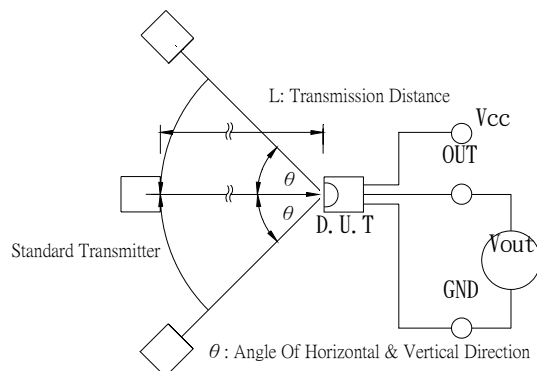 L: Transmission Distance
Vcc
OUT
θ
θ
D.U.T
Standard Transmitter
Vout
GND
θ: Angle Of Horizontal & Vertical Direction